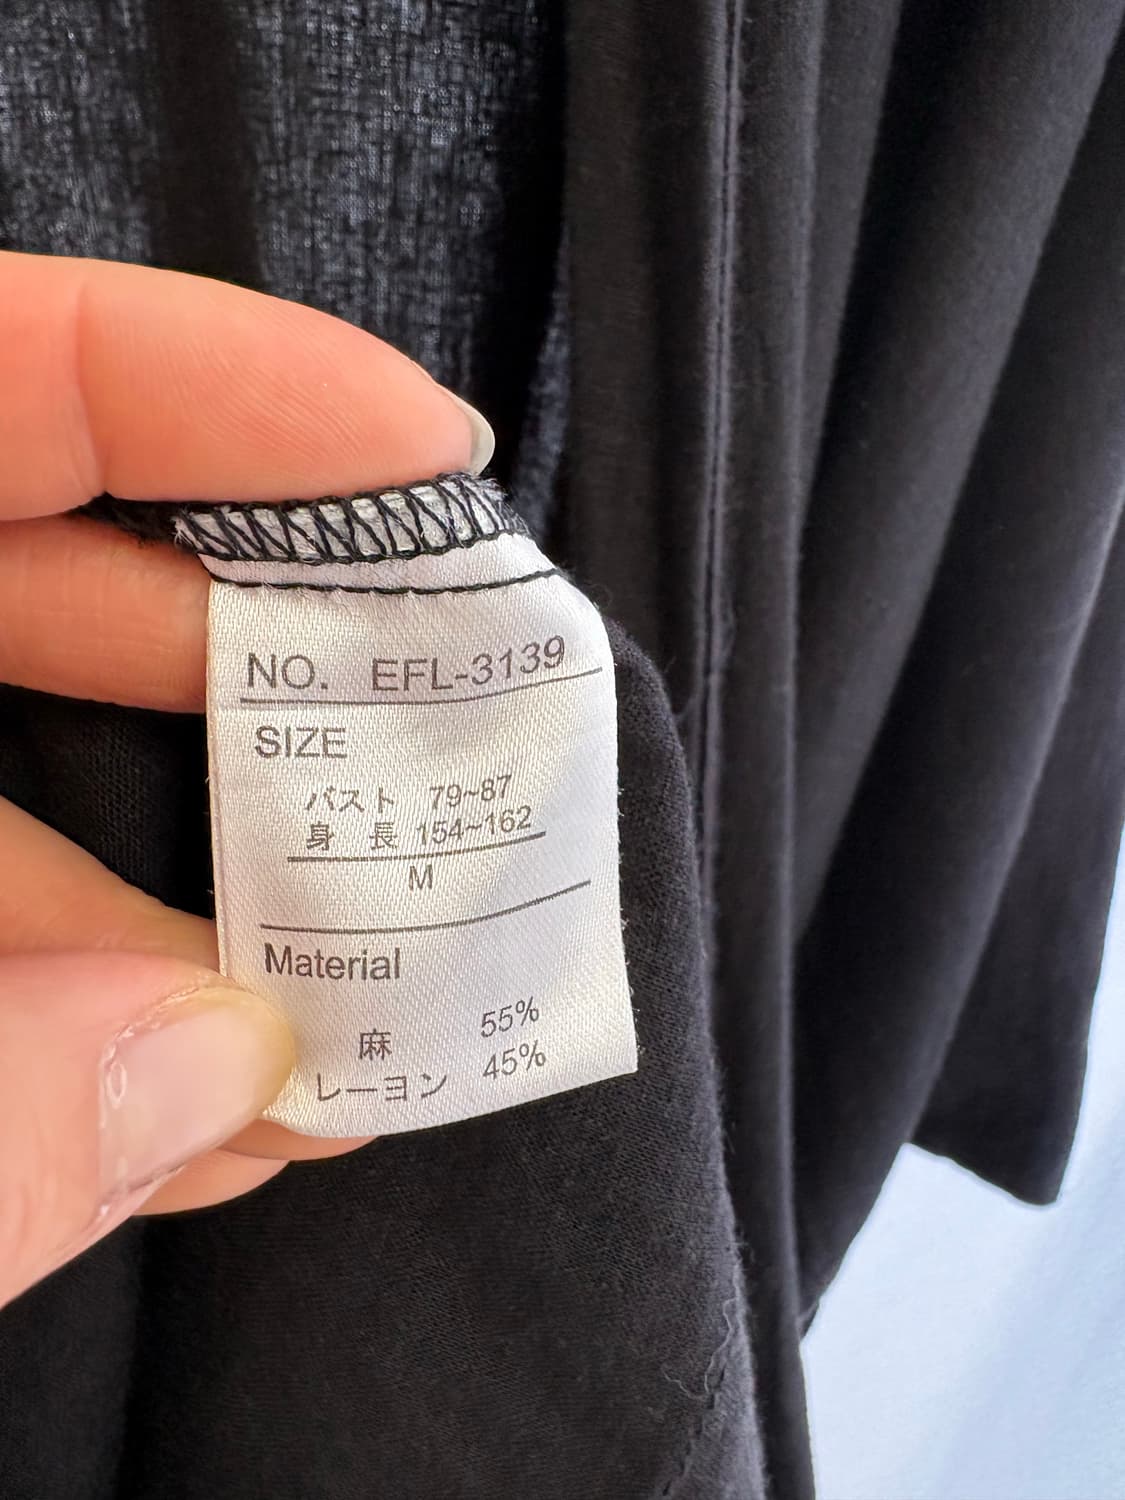 NO. EFL-3139
SIZE
バスト 79~87
身 長 154~162
M
Material
麻 55%
レーヨン 45%